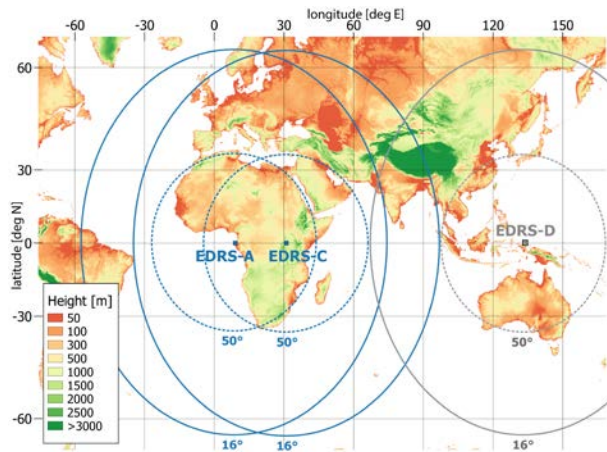 longitude [deg E]
-30 0 30 60 90 120 150
latitude [deg N]
60
30
0
-30
-60
EDRS-A EDRS-C EDRS-D
50° 50° 50°
16° 16° 16°
Height [m]
50
100
300
500
1000
1500
2000
2500
>3000